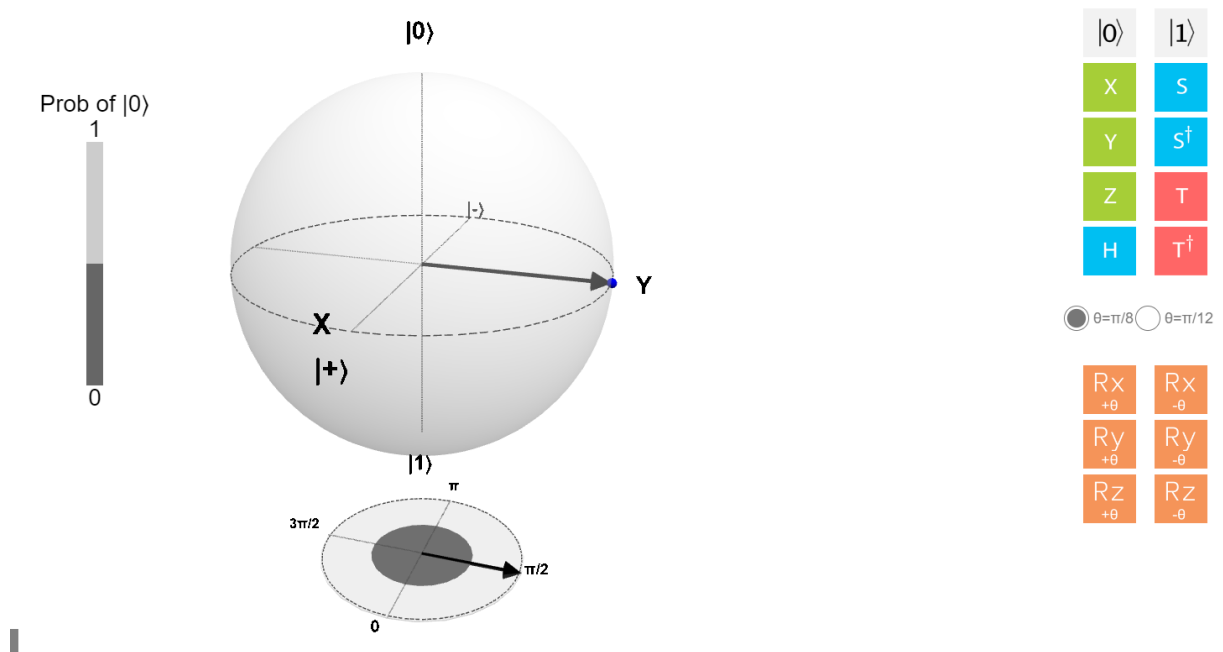 |0⟩
Prob of |0⟩
1
0
|-⟩
Y
X
|+⟩
|1⟩
π
3π/2
π/2
0
|0⟩ |1⟩
X S
Y S†
Z T
H T†
θ=π/8 θ=π/12
Rx +θ Rx -θ
Ry +θ Ry -θ
Rz +θ Rz -θ